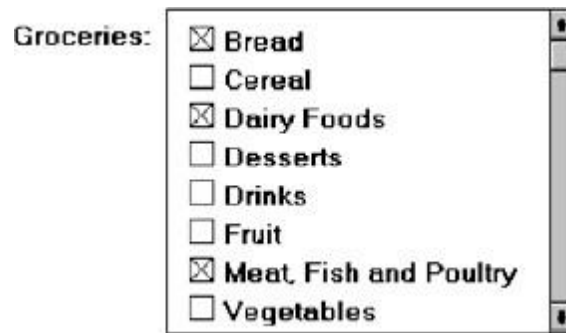 Groceries:
Bread
Cereal
Dairy Foods
Desserts
Drinks
Fruit
Meat, Fish and Poultry
Vegetables